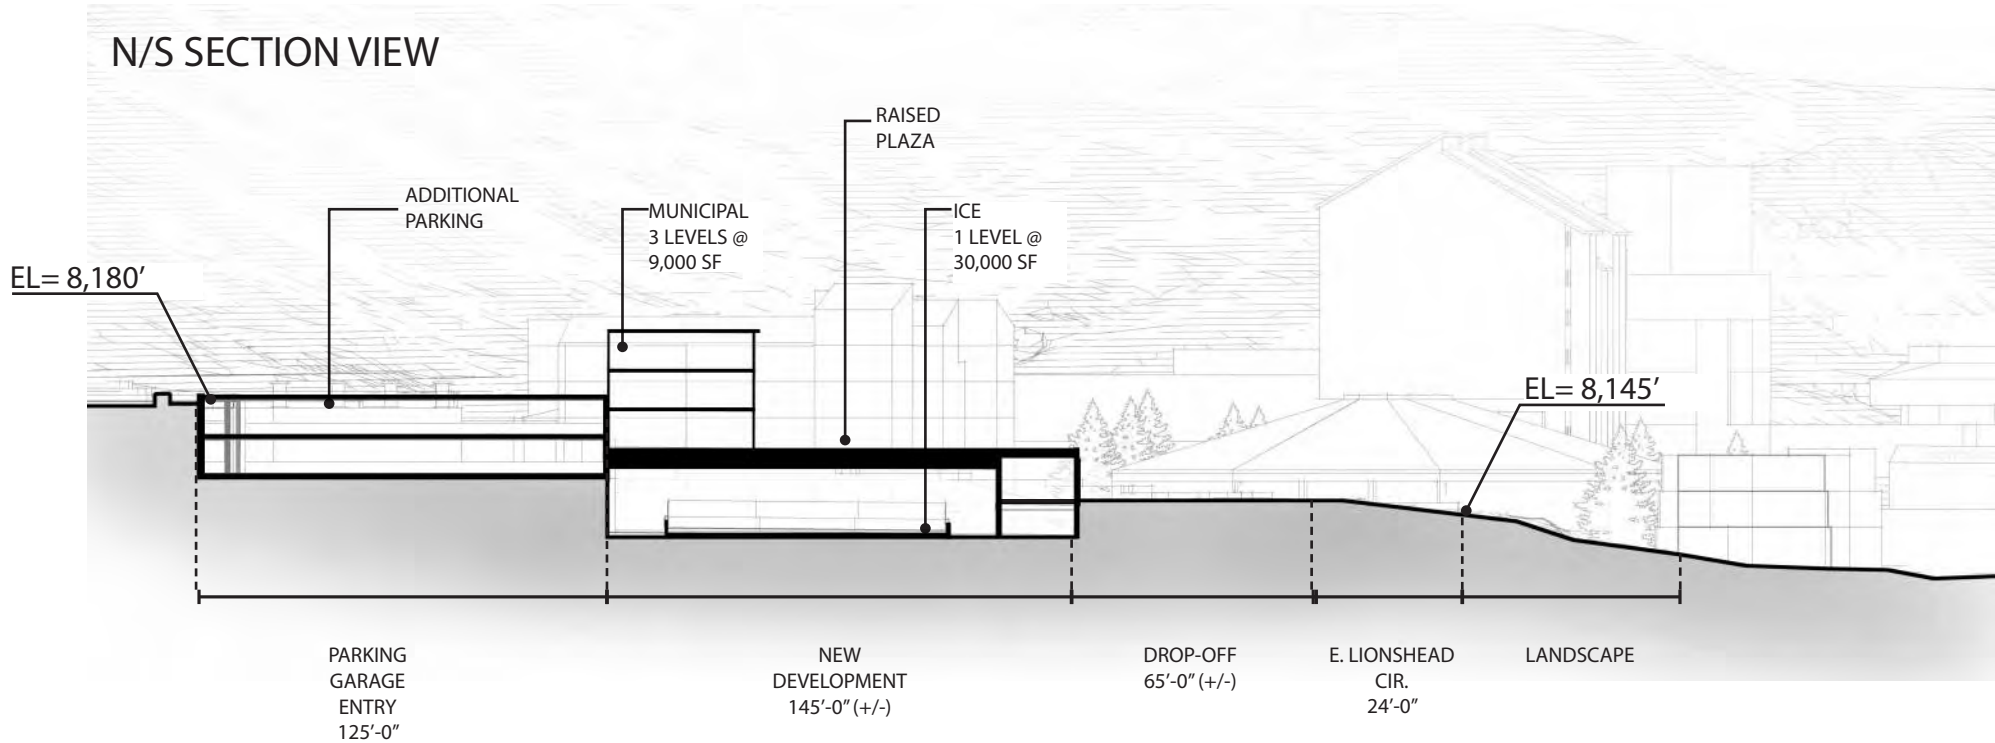 N/S SECTION VIEW
RAISED
PLAZA
ADDITIONAL
PARKING
MUNICIPAL
3 LEVELS @
9,000 SF
ICE
1 LEVEL @
30,000 SF
EL= 8,180’
EL= 8,145’
PARKING
GARAGE
ENTRY
125’-0”
NEW
DEVELOPMENT
145’-0” (+/-)
DROP-OFF
65’-0” (+/-)
E. LIONSHEAD
CIR.
24’-0”
LANDSCAPE